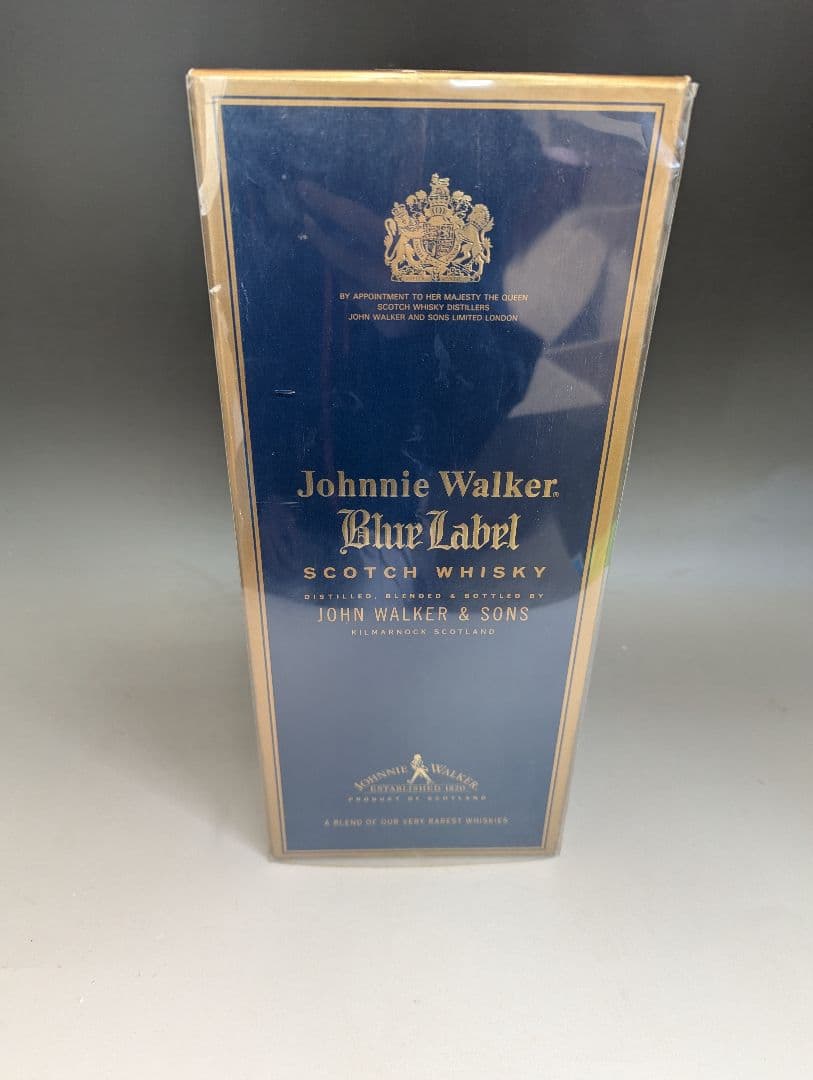 BY APPOINTMENT TO HER MAJESTY THE QUEEN
SCOTCH WHISKY DISTILLERS
JOHN WALKER AND SONS LIMITED LONDON
Johnnie Walker®
Blue Label
SCOTCH WHISKY
DISTILLED, BLENDED & BOTTLED BY
JOHN WALKER & SONS
KILMARNOCK SCOTLAND
JOHNNIE WALKER
ESTABLISHED 1820
PRODUCT OF SCOTLAND
A BLEND OF OUR VERY RAREST WHISKIES